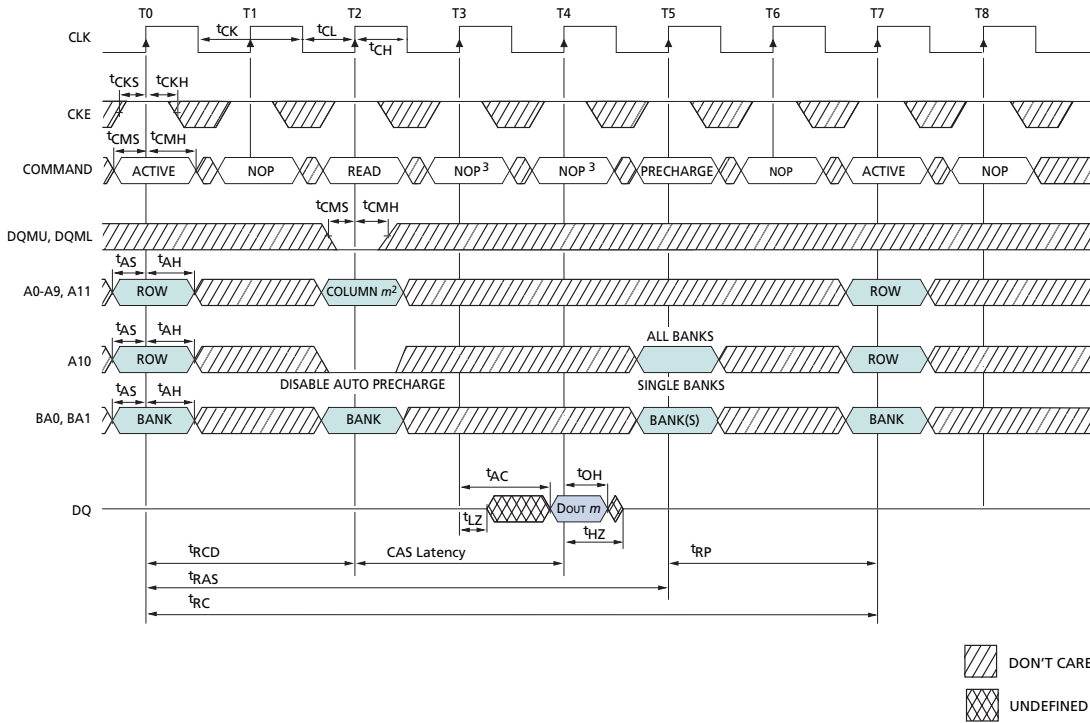 T0 T1 T2 T3 T4 T5 T6 T7 T8
CLK
tCK tCL
tCH
tCKS tCKH
CKE
tCMS tCMH
COMMAND ACTIVE NOP READ NOP3 NOP3 PRECHARGE NOP ACTIVE NOP
tCMS tCMH
DQMU, DQML
tAS tAH
A0-A9, A11 ROW COLUMN m2 ROW
tAS tAH ALL BANKS
A10 ROW ROW
DISABLE AUTO PRECHARGE SINGLE BANKS
tAS tAH
BA0, BA1 BANK BANK BANK(S) BANK
tAC tOH
DQ DOUT m
tLZ tHZ
tRCD CAS Latency tRP
tRAS
tRC
DON'T CARE
UNDEFINED